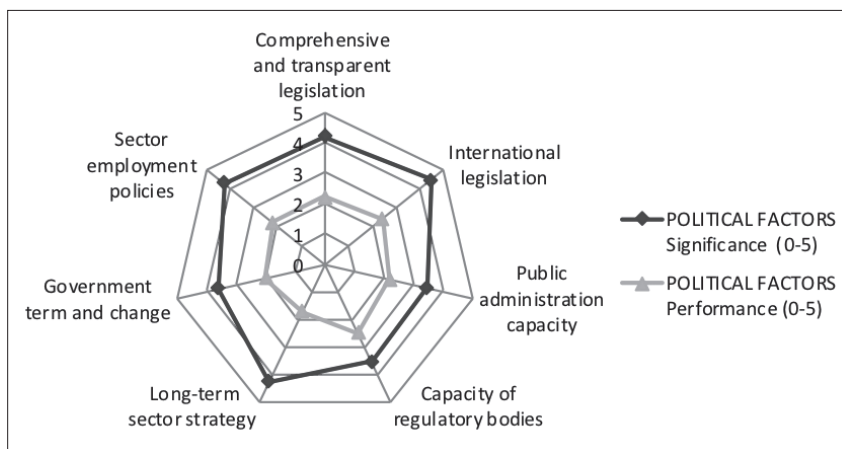 Comprehensive
and transparent
legislation
5
4
3
2
1
0
International
legislation
Public
administration
capacity
Capacity of
regulatory bodies
Long-term
sector strategy
Government
term and change
Sector
employment
policies
POLITICAL FACTORS
Significance (0-5)
POLITICAL FACTORS
Performance (0-5)